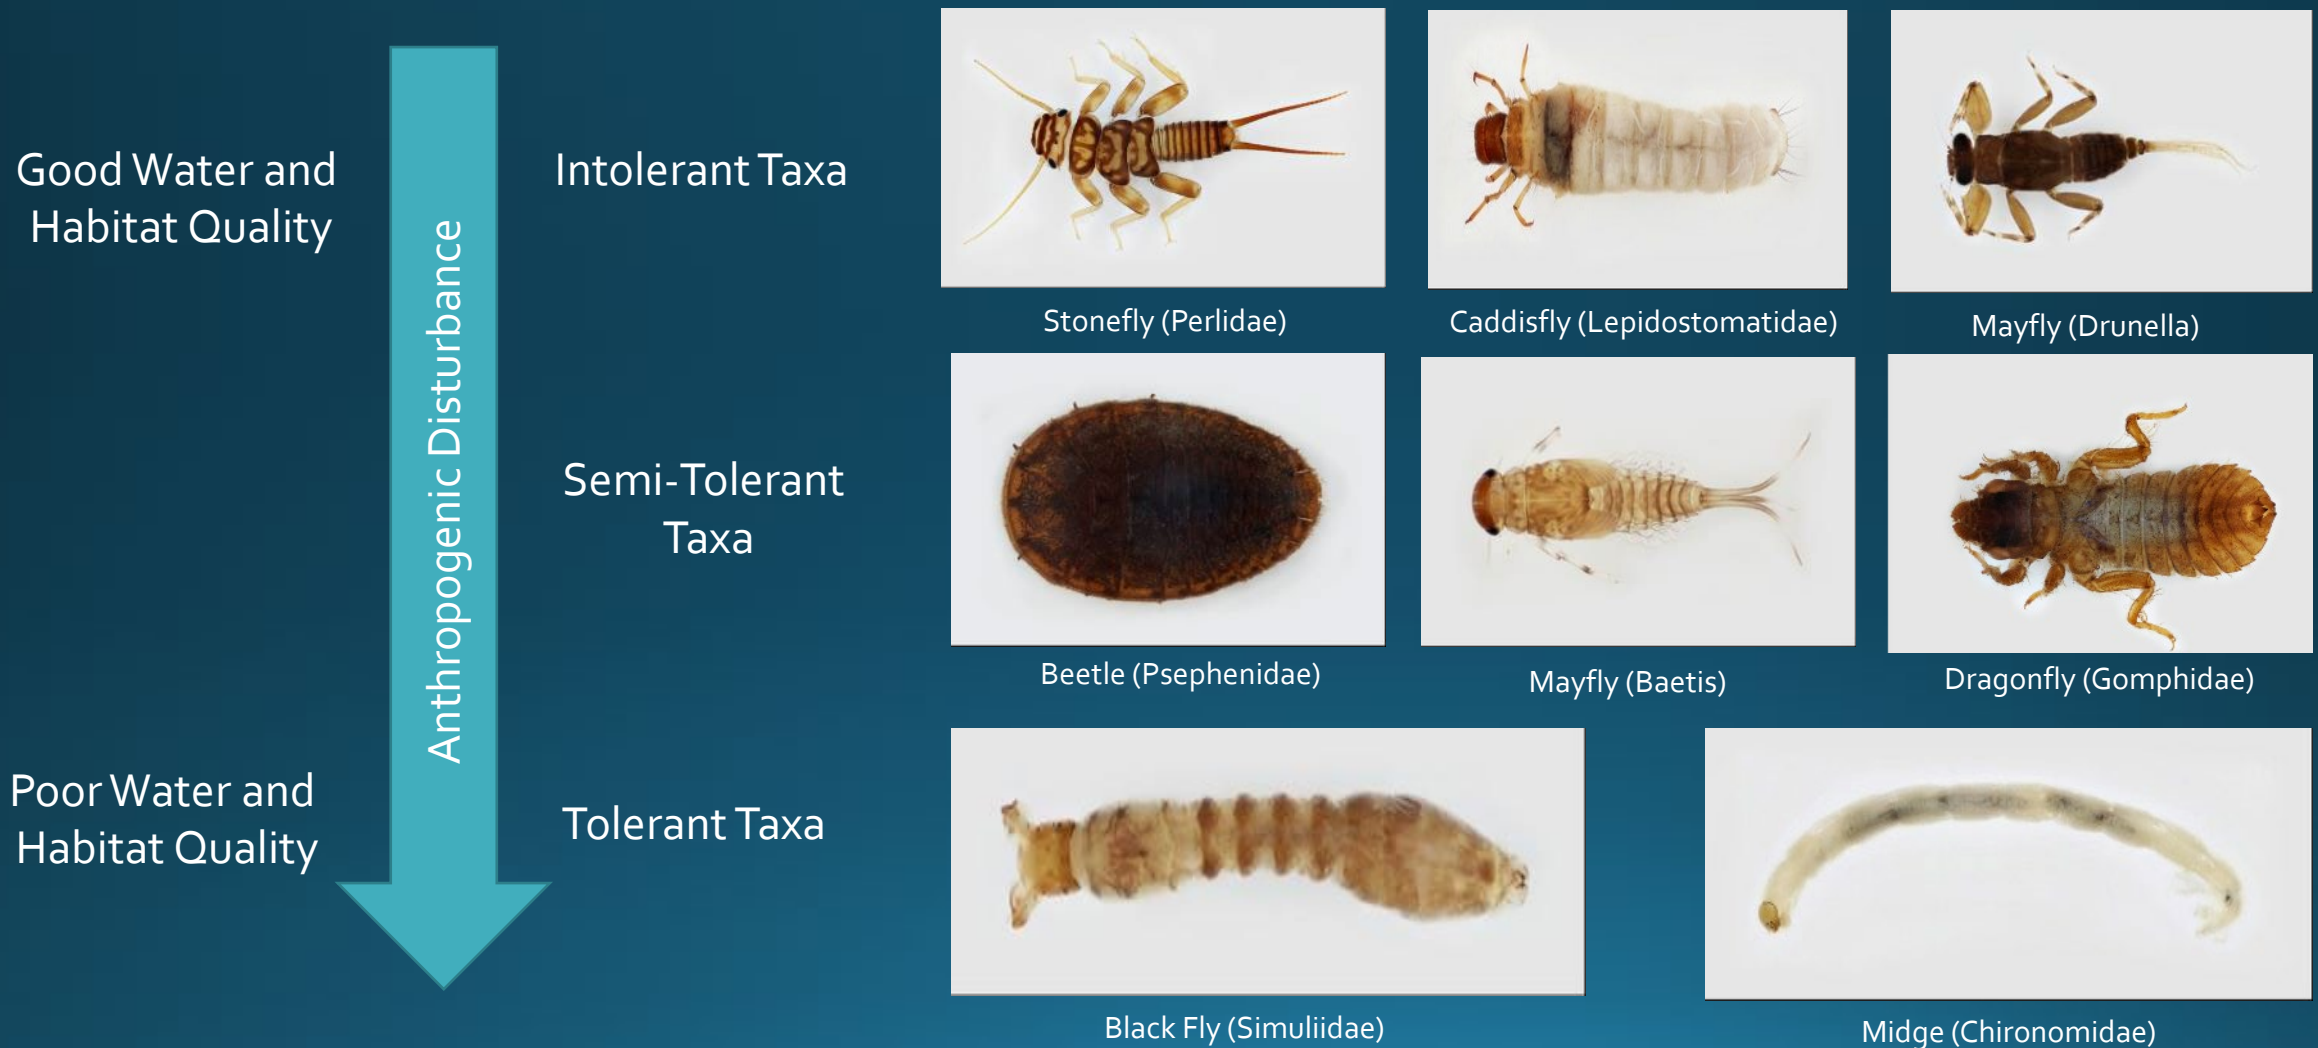 Good Water and
Habitat Quality
Anthropogenic Disturbance
Intolerant Taxa
Stonefly (Perlidae)
Caddisfly (Lepidostomatidae)
Mayfly (Drunella)
Semi-Tolerant
Taxa
Beetle (Psephenidae)
Mayfly (Baetis)
Dragonfly (Gomphidae)
Poor Water and
Habitat Quality
Tolerant Taxa
Black Fly (Simuliidae)
Midge (Chironomidae)